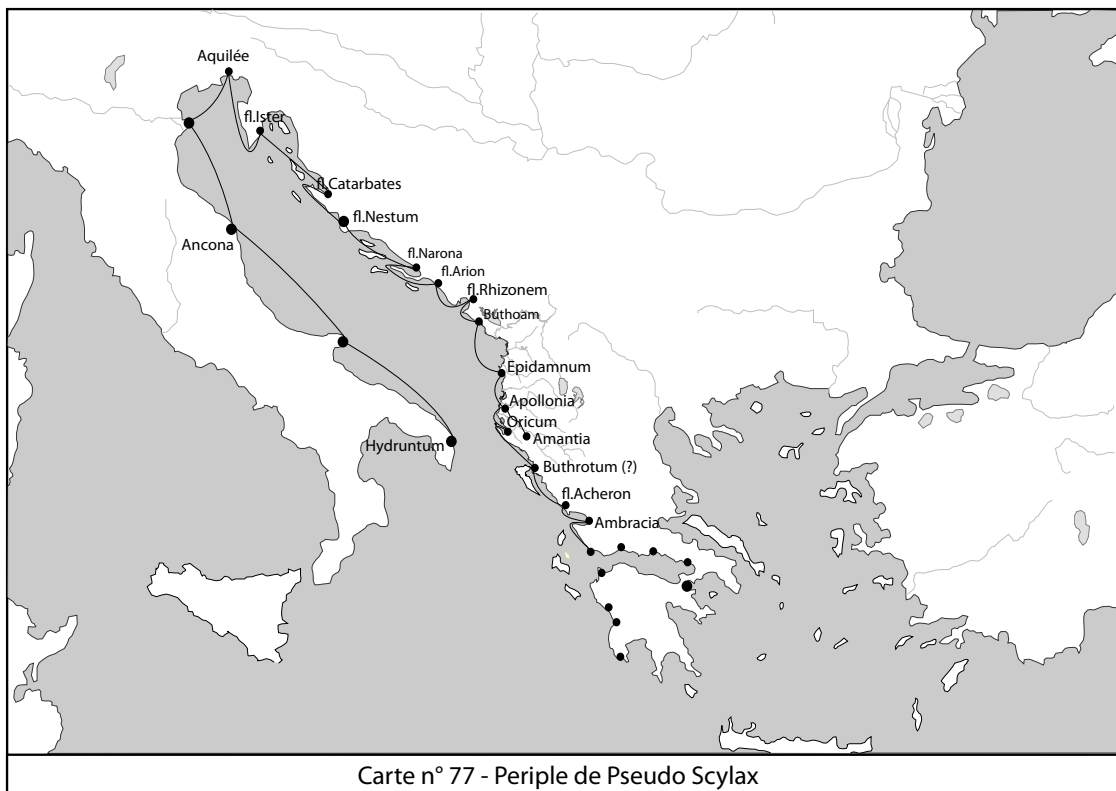 Aquilée
fl.Ister
fl.Catarbates
fl.Nestum
Ancona
fl.Narona
fl.Arion
fl.Rhizonem
Buthoam
Epidamnum
Apollonia
Oricum
Amantia
Hydruntum
Buthrotum (?)
fl.Acheron
Ambracia
Carte n° 77 - Periple de Pseudo Scylax